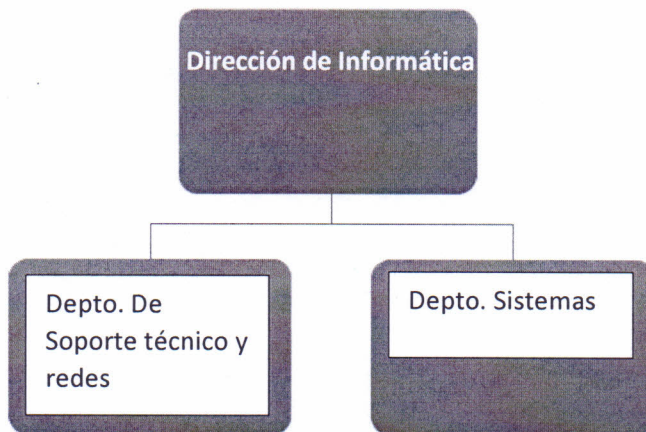 Dirección de Informática
Depto. De
Soporte técnico y
redes
Depto. Sistemas